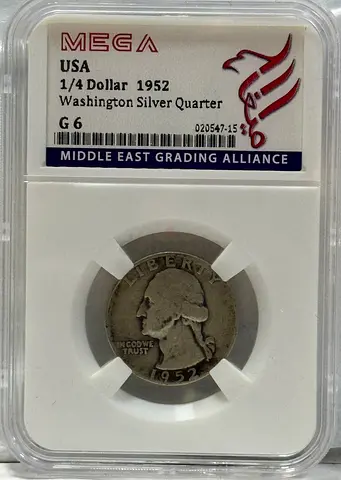 MEGA
USA
1/4 Dollar 1952
Washington Silver Quarter
G 6
020547-15
MIDDLE EAST GRADING ALLIANCE
LIBERTY
IN GOD WE
TRUST
1952